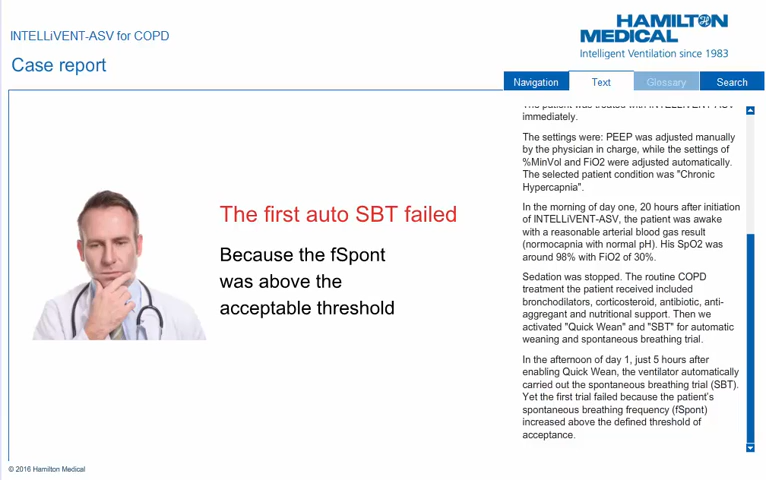 INTELLiVENT-ASV for COPD
Case report
HAMILTON
MEDICAL
Intelligent Ventilation since 1983
Navigation
Text
Glossary
Search
The first auto SBT failed
Because the fSpont
was above the
acceptable threshold
immediately.
The settings were: PEEP was adjusted manually
by the physician in charge, while the settings of
%MinVol and FiO2 were adjusted automatically.
The selected patient condition was "Chronic
Hypercapnia".
In the morning of day one, 20 hours after initiation
of INTELLiVENT-ASV, the patient was awake
with a reasonable arterial blood gas result
(normocapnia with normal pH). His SpO2 was
around 98% with FiO2 of 30%.
Sedation was stopped. The routine COPD
treatment the patient received included
bronchodilators, corticosteroid, antibiotic, anti-
aggregant and nutritional support. Then we
activated "Quick Wean" and "SBT" for automatic
weaning and spontaneous breathing trial.
In the afternoon of day 1, just 5 hours after
enabling Quick Wean, the ventilator automatically
carried out the spontaneous breathing trial (SBT).
Yet the first trial failed because the patient's
spontaneous breathing frequency (fSpont)
increased above the defined threshold of
acceptance.
© 2016 Hamilton Medical